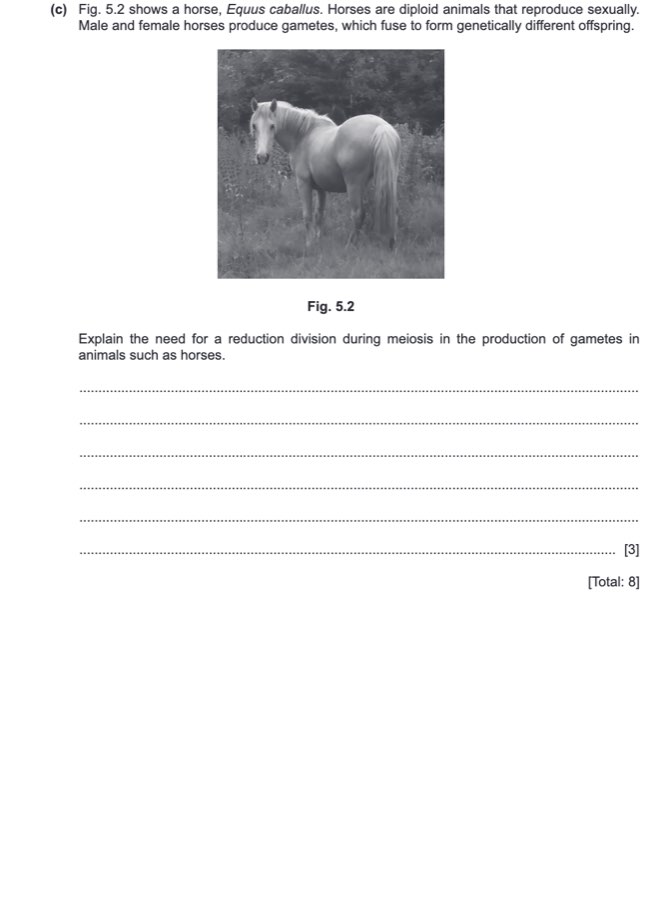 (c) Fig. 5.2 shows a horse, Equus caballus. Horses are diploid animals that reproduce sexually.
Male and female horses produce gametes, which fuse to form genetically different offspring.
Fig. 5.2
Explain the need for a reduction division during meiosis in the production of gametes in
animals such as horses.
[3]
[Total: 8]